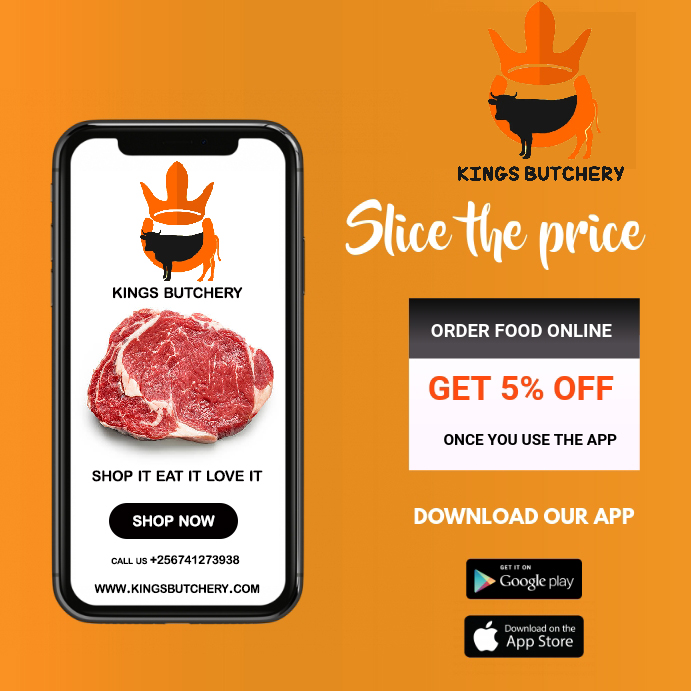 KINGS BUTCHERY
Slice the price
ORDER FOOD ONLINE
GET 5% OFF
ONCE YOU USE THE APP
DOWNLOAD OUR APP
GET IT ON
Google play
Download on the
App Store
KINGS BUTCHERY
SHOP IT EAT IT LOVE IT
SHOP NOW
CALL US +256741273938
WWW.KINGSBUTCHERY.COM